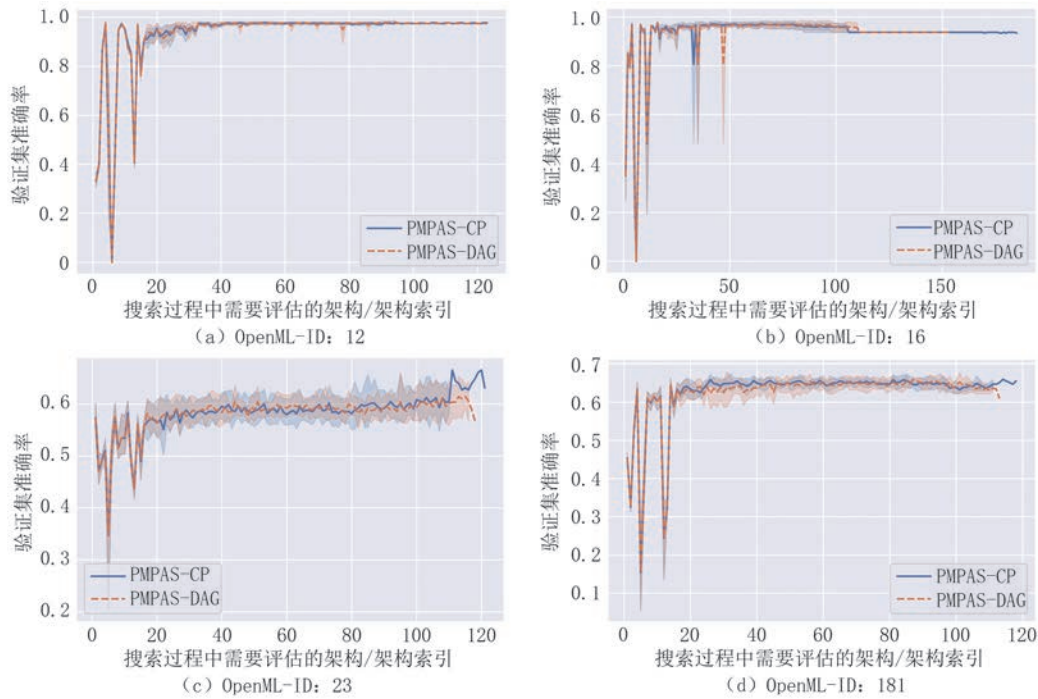 1.0
0.8
0.6
0.4
0.2
0
验证集准确率
PMPAS-CP
PMPAS-DAG
0 20 40 60 80 100 120
搜索过程中需要评估的架构/架构索引
（a）OpenML-ID: 12
1.0
0.8
0.6
0.4
0.2
0
验证集准确率
PMPAS-CP
PMPAS-DAG
0 50 100 150
搜索过程中需要评估的架构/架构索引
（b）OpenML-ID: 16
0.6
0.5
0.4
0.3
0.2
验证集准确率
PMPAS-CP
PMPAS-DAG
0 20 40 60 80 100 120
搜索过程中需要评估的架构/架构索引
（c）OpenML-ID: 23
0.7
0.6
0.5
0.4
0.3
0.2
0.1
验证集准确率
PMPAS-CP
PMPAS-DAG
0 20 40 60 80 100 120
搜索过程中需要评估的架构/架构索引
（d）OpenML-ID: 181